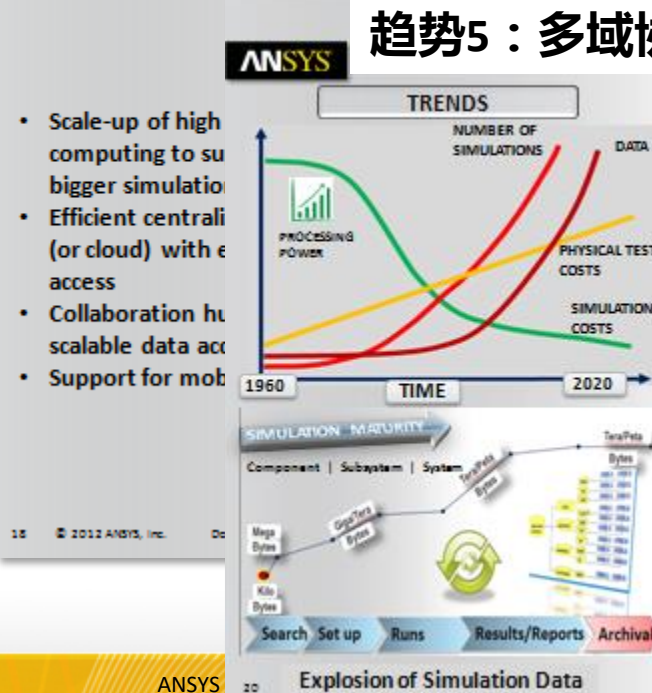 趋势5：多域协
ANSYS
TRENDS
NUMBER OF
SIMULATIONS
DATA
PROCESSING
POWER
PHYSICAL TEST
COSTS
SIMULATION
COSTS
1960
TIME
2020
• Scale-up of high
computing to su
bigger simulation
• Efficient centrali
(or cloud) with e
access
• Collaboration hu
scalable data acc
• Support for mob
18 © 2012 ANSYS, Inc.
SIMULATION MATURITY
Component | Subsystem | System
Tera/Peta
Bytes
Tera/Peta
Bytes
Giga/Tera
Bytes
Mega
Bytes
Kilo
Bytes
Search
Set up
Runs
Results/Reports
Archival
20
Explosion of Simulation Data
ANSYS